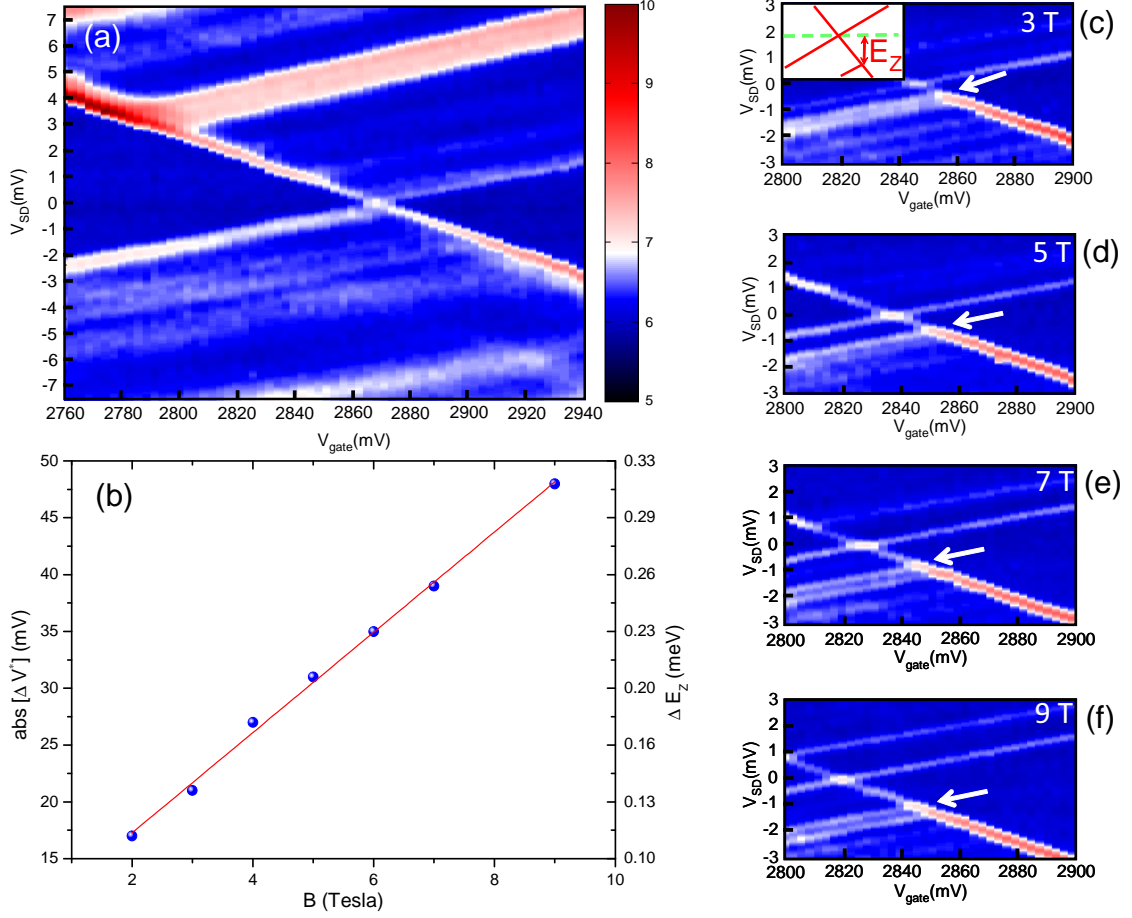 (a)
7
6
5
4
3
2
1
0
-1
-2
-3
-4
-5
-6
-7
V_SD(mV)
2760 2780 2800 2820 2840 2860 2880 2900 2920 2940
V_gate(mV)
10
9
8
7
6
5
(b)
50
45
40
35
30
25
20
15
abs [Δ V*] (mV)
0.33
0.29
0.26
0.23
0.20
0.16
0.13
0.10
Δ E_Z (meV)
2 4 6 8 10
B (Tesla)
E_Z
3 T (c)
3
2
1
0
-1
-2
-3
V_SD(mV)
2800 2820 2840 2860 2880 2900
V_gate(mV)
5 T (d)
3
2
1
0
-1
-2
-3
V_SD(mV)
2800 2820 2840 2860 2880 2900
V_gate(mV)
7 T (e)
3
2
1
0
-1
-2
-3
V_SD(mV)
2800 2820 2840 2860 2880 2900
V_gate(mV)
9 T (f)
3
2
1
0
-1
-2
-3
V_SD(mV)
2800 2820 2840 2860 2880 2900
V_gate(mV)